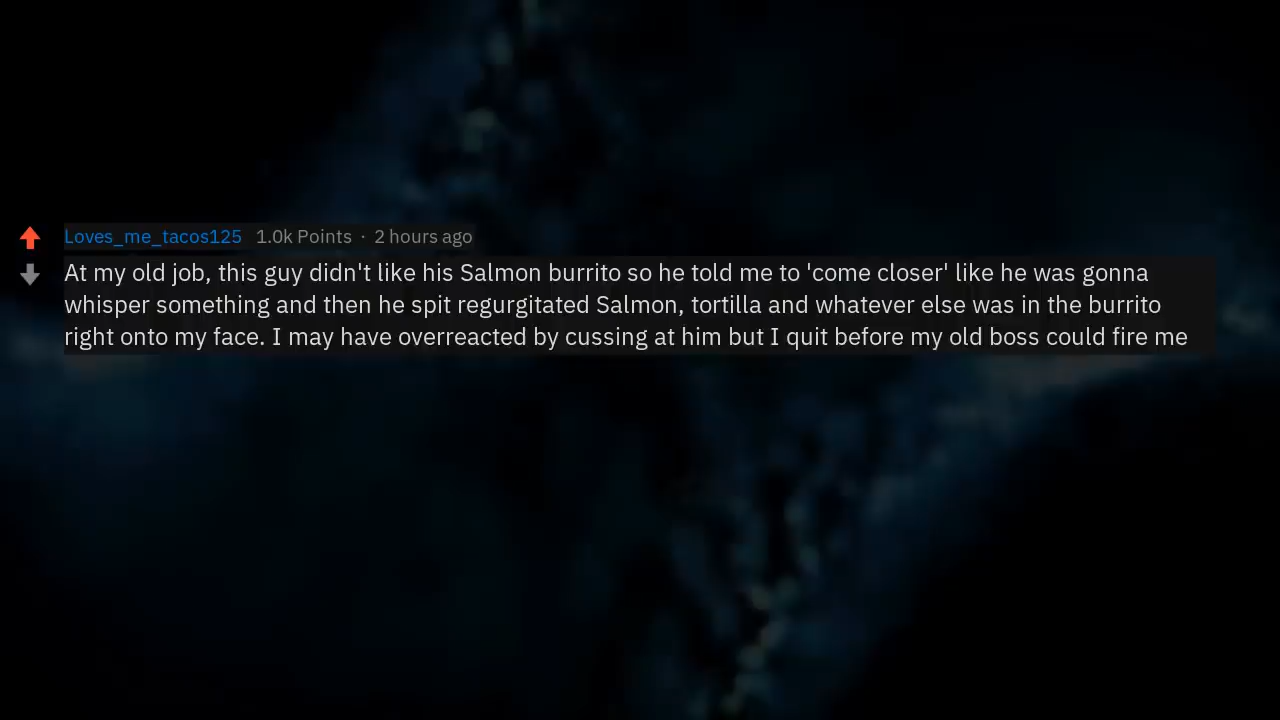 Loves_me_tacos125 1.0k Points · 2 hours ago
At my old job, this guy didn't like his Salmon burrito so he told me to 'come closer' like he was gonna
whisper something and then he spit regurgitated Salmon, tortilla and whatever else was in the burrito
right onto my face. I may have overreacted by cussing at him but I quit before my old boss could fire me